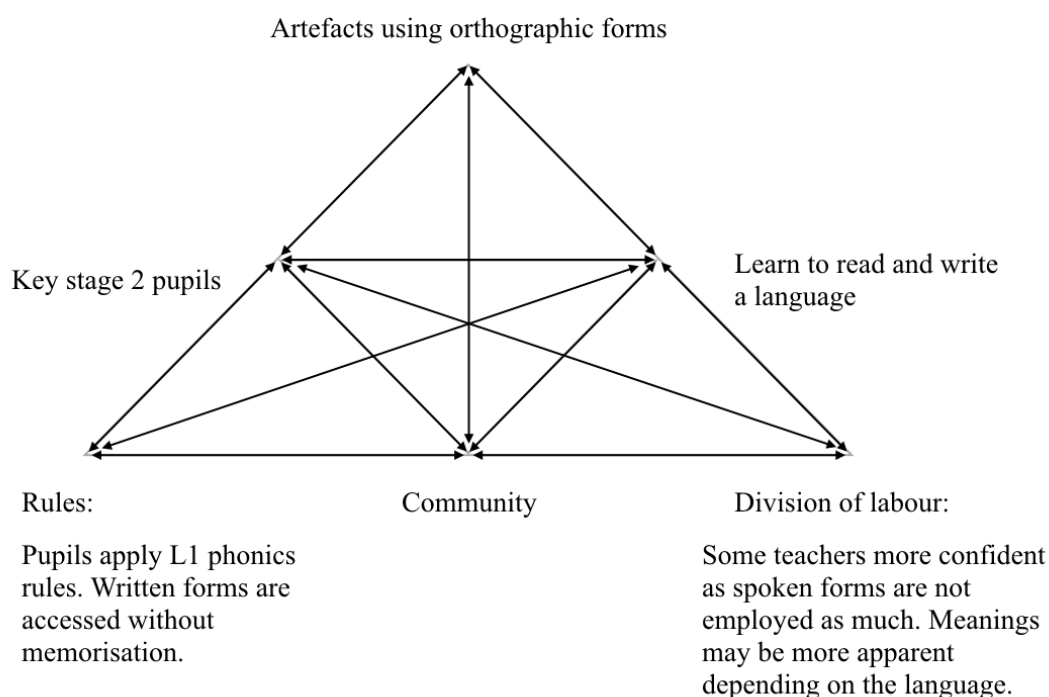 Artefacts using orthographic forms
Key stage 2 pupils
Learn to read and write
a language
Rules:
Community
Division of labour:
Pupils apply L1 phonics
rules. Written forms are
accessed without
memorisation.
Some teachers more confident
as spoken forms are not
employed as much. Meanings
may be more apparent
depending on the language.